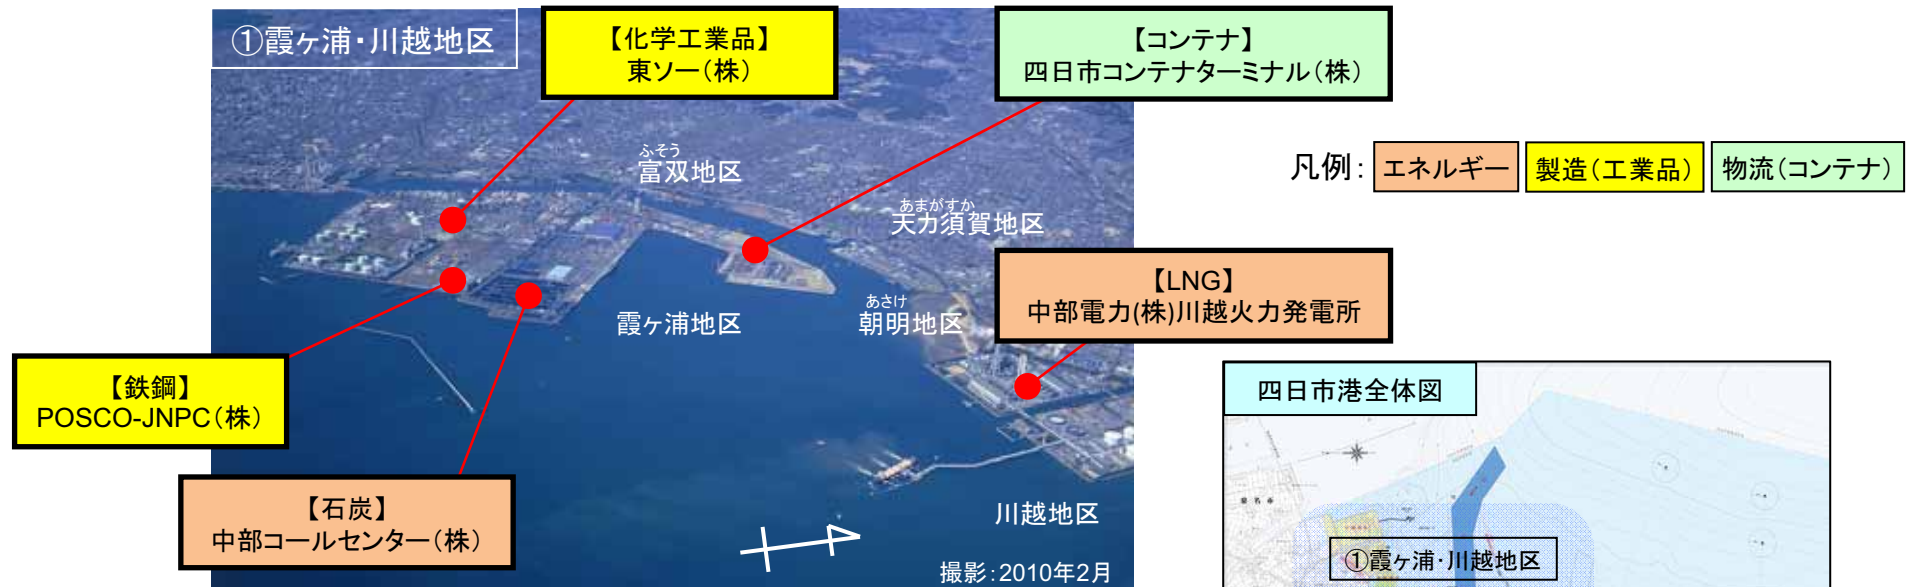 ①霞ヶ浦・川越地区
【化学工業品】
東ソー(株)
【コンテナ】
四日市コンテナターミナル(株)
凡例:
エネルギー
製造(工業品)
物流(コンテナ)
ふそう
富双地区
あまがすか
天力須賀地区
【LNG】
中部電力(株)川越火力発電所
あさけ
朝明地区
霞ヶ浦地区
【鉄鋼】
POSCO-JNPC(株)
【石炭】
中部コールセンター(株)
川越地区
撮影:2010年2月
四日市港全体図
①霞ヶ浦・川越地区